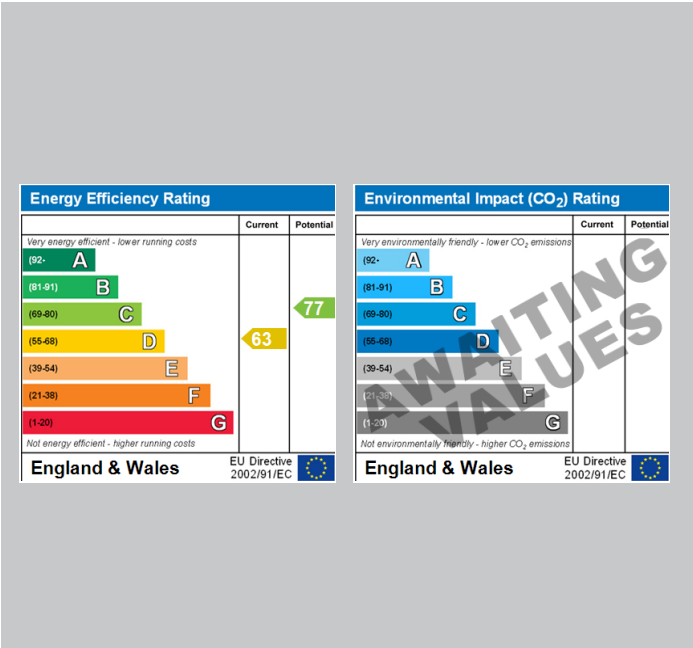 Energy Efficiency Rating
Current Potential
Very energy efficient - lower running costs
(92- A
(81-91) B
(69-80) C
77
(55-68) D
63
(39-54) E
(21-38) F
(1-20) G
Not energy efficient - higher running costs
England & Wales
EU Directive
2002/91/EC
Environmental Impact (CO2) Rating
Current Potential
Very environmentally friendly - lower CO2 emissions
(92- A
(81-91) B
(69-80) C
(55-68) D
(39-54) E
(21-38) F
(1-20) G
Not environmentally friendly - higher CO2 emissions
AWAITING
VALUES
England & Wales
EU Directive
2002/91/EC